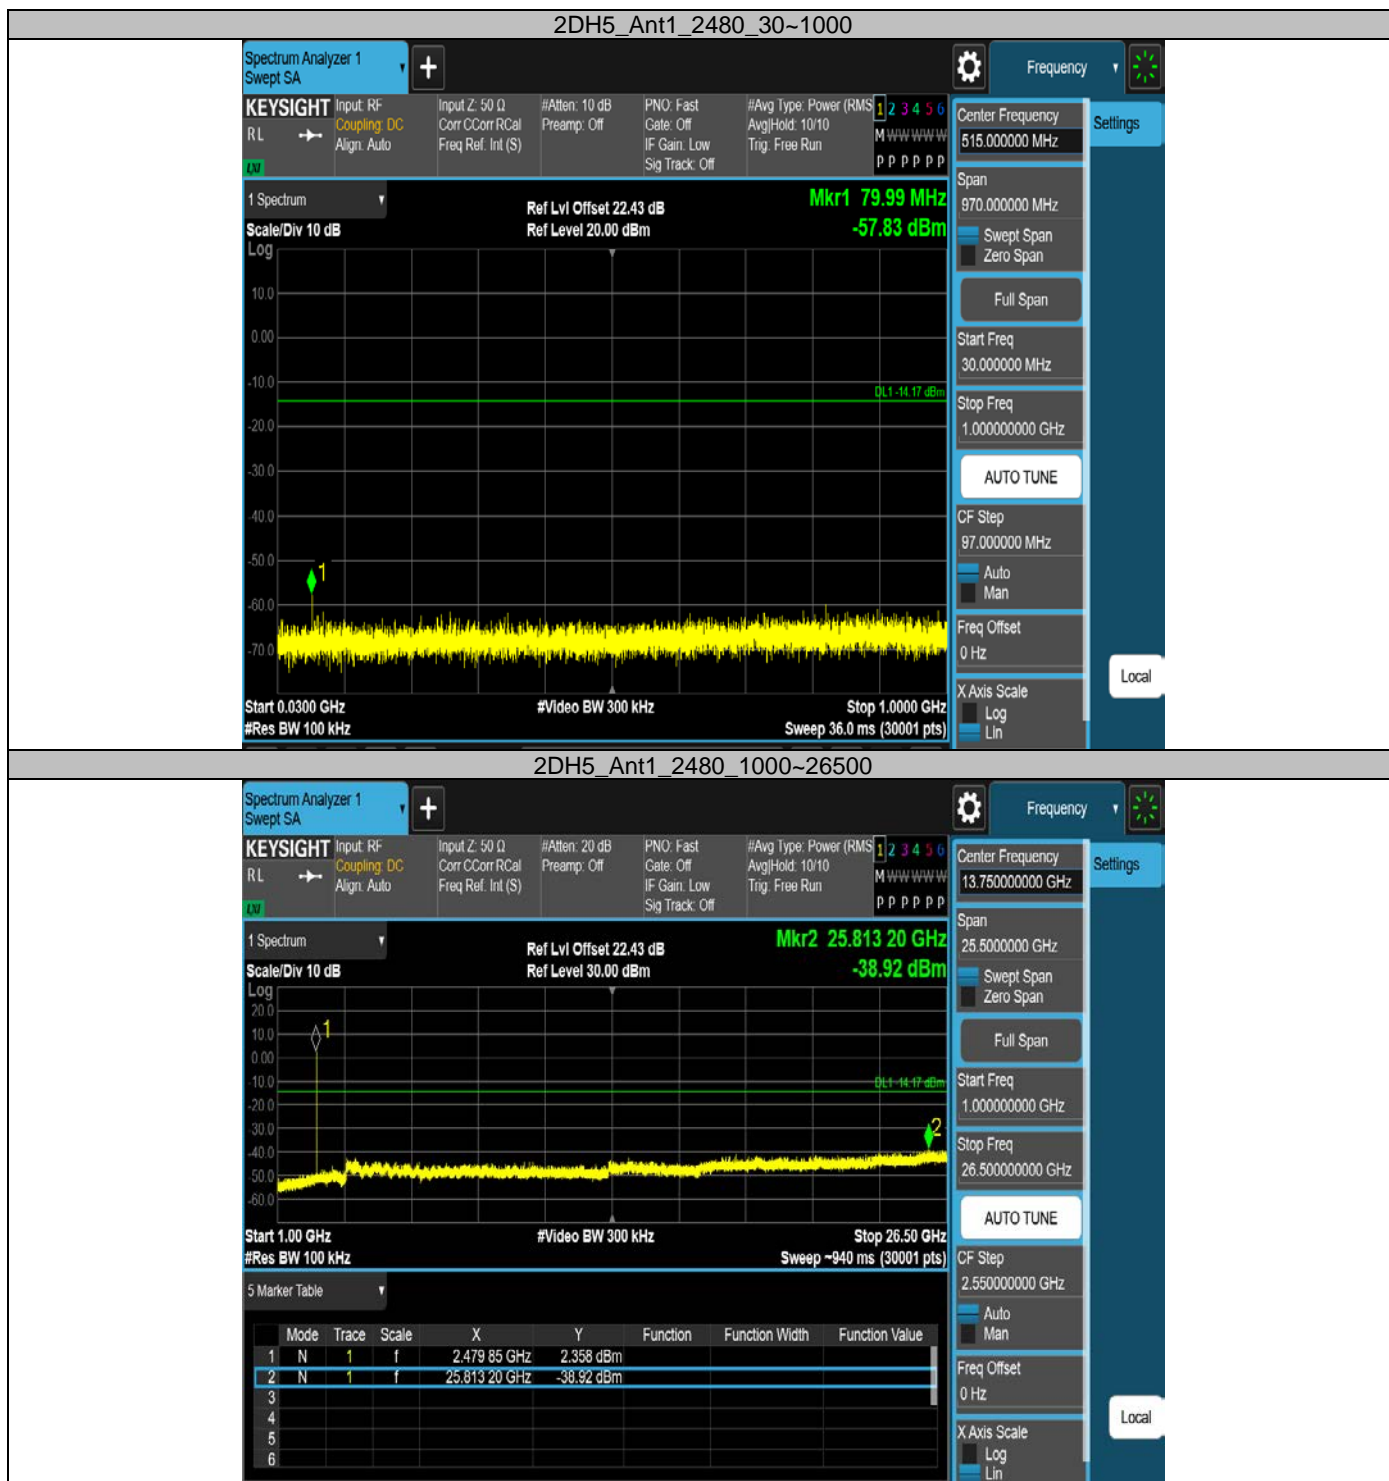 2DH5_Ant1_2480_30~1000
Spectrum Analyzer 1
Swept SA
+
Frequency
KEYSIGHT
RL
LXI
Input: RF
Coupling: DC
Align: Auto
Input Z: 50 Ω
Corr CCorr RCal
Freq Ref: Int (S)
#Atten: 10 dB
Preamp: Off
PNO: Fast
Gate: Off
IF Gain: Low
Sig Track: Off
#Avg Type: Power (RMS
Avg|Hold: 10/10
Trig: Free Run
1 2 3 4 5 6
M W W W W W
P P P P P P
Center Frequency
515.000000 MHz
Settings
1 Spectrum
Scale/Div 10 dB
Log
Ref Lvl Offset 22.43 dB
Ref Level 20.00 dBm
Mkr1 79.99 MHz
-57.83 dBm
Span
970.000000 MHz
Swept Span
Zero Span
Full Span
10.0
0.00
-10.0
-20.0
-30.0
-40.0
-50.0
-60.0
-70.0
DL1 -14.17 dBm
1
Start Freq
30.000000 MHz
Stop Freq
1.000000000 GHz
AUTO TUNE
CF Step
97.000000 MHz
Auto
Man
Freq Offset
0 Hz
X Axis Scale
Log
Lin
Local
Start 0.0300 GHz
#Res BW 100 kHz
#Video BW 300 kHz
Stop 1.0000 GHz
Sweep 36.0 ms (30001 pts)
2DH5_Ant1_2480_1000~26500
Spectrum Analyzer 1
Swept SA
+
Frequency
KEYSIGHT
RL
LXI
Input: RF
Coupling: DC
Align: Auto
Input Z: 50 Ω
Corr CCorr RCal
Freq Ref: Int (S)
#Atten: 20 dB
Preamp: Off
PNO: Fast
Gate: Off
IF Gain: Low
Sig Track: Off
#Avg Type: Power (RMS
Avg|Hold: 10/10
Trig: Free Run
1 2 3 4 5 6
M W W W W W
P P P P P P
Center Frequency
13.750000000 GHz
Settings
1 Spectrum
Scale/Div 10 dB
Log
Ref Lvl Offset 22.43 dB
Ref Level 30.00 dBm
Mkr2 25.813 20 GHz
-38.92 dBm
Span
25.5000000 GHz
Swept Span
Zero Span
Full Span
20.0
10.0
0.00
-10.0
-20.0
-30.0
-40.0
-50.0
-60.0
1
DL1 -14.17 dBm
2
Start Freq
1.000000000 GHz
Stop Freq
26.500000000 GHz
AUTO TUNE
Start 1.00 GHz
#Res BW 100 kHz
#Video BW 300 kHz
Stop 26.50 GHz
Sweep ~940 ms (30001 pts)
CF Step
2.550000000 GHz
Auto
Man
Freq Offset
0 Hz
X Axis Scale
Log
Lin
Local
5 Marker Table
Mode Trace Scale X Y Function Function Width Function Value
1 N 1 f 2.479 85 GHz 2.358 dBm
2 N 1 f 25.813 20 GHz -38.92 dBm
3
4
5
6